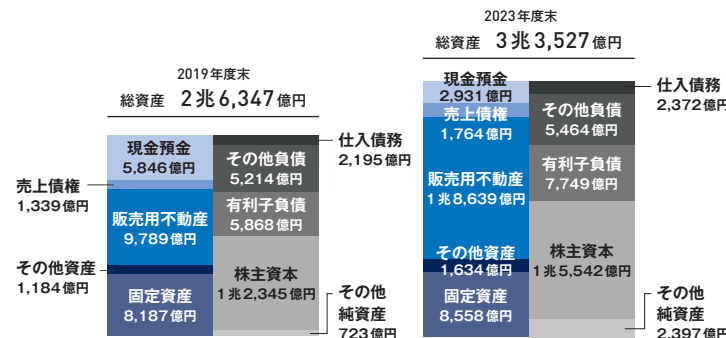 2019年度末
総資産 2兆6,347億円
現金預金
5,846億円
売上債権
1,339億円
販売用不動産
9,789億円
その他資産
1,184億円
固定資産
8,187億円
仕入債務
2,195億円
その他負債
5,214億円
有利子負債
5,868億円
株主資本
1兆2,345億円
その他
純資産
723億円
2023年度末
総資産 3兆3,527億円
現金預金
2,931億円
売上債権
1,764億円
販売用不動産
1兆8,639億円
その他資産
1,634億円
固定資産
8,558億円
仕入債務
2,372億円
その他負債
5,464億円
有利子負債
7,749億円
株主資本
1兆5,542億円
その他
純資産
2,397億円